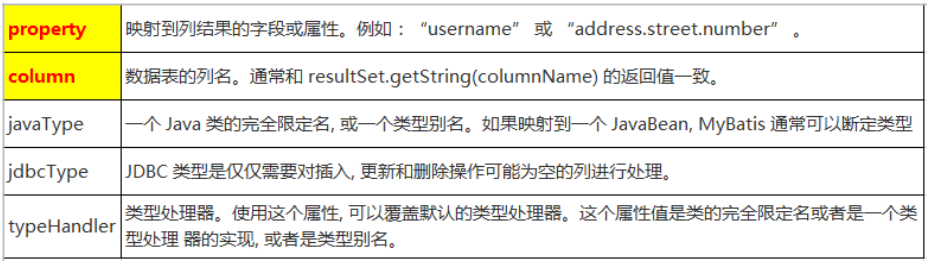 property 映射到列结果的字段或属性。例如：“username” 或 “address.street.number” 。
column 数据表的列名。通常和 resultSet.getString(columnName) 的返回值一致。
javaType 一个 Java 类的完全限定名, 或一个类型别名。如果映射到一个 JavaBean, MyBatis 通常可以断定类型
jdbcType JDBC 类型是仅仅需要对插入, 更新和删除操作可能为空的列进行处理。
typeHandler 类型处理器。使用这个属性, 可以覆盖默认的类型处理器。这个属性值是类的完全限定名或者是一个类
型处理 器的实现, 或者是类型别名。